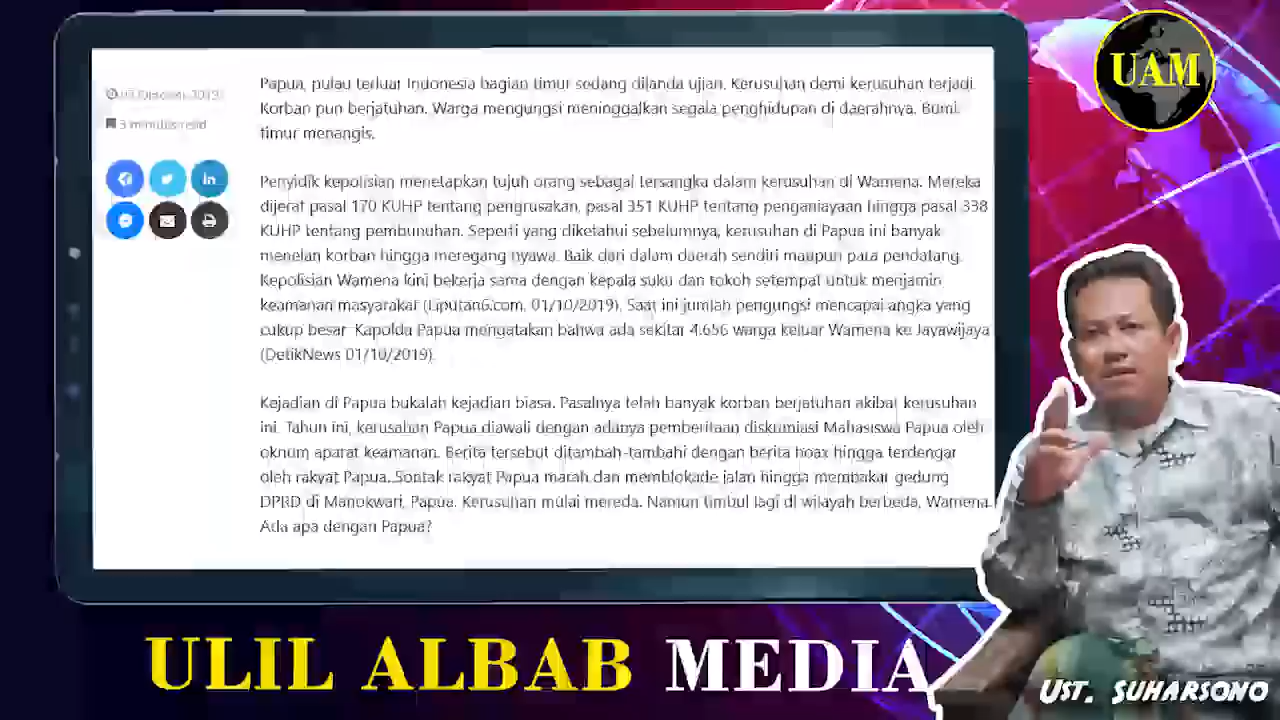 UAM
3 minutes read
Papua, pulau terluar Indonesia bagian timur sedang dilanda ujian. Kerusuhan demi kerusuhan terjadi.
Korban pun berjatuhan. Warga mengungsi meninggalkan segala penghidupan di daerahnya. Bumi
timur menangis.
Penyidik kepolisian menetapkan tujuh orang sebagai tersangka dalam kerusuhan di Wamena. Mereka
dijerat pasal 170 KUHP tentang pengrusakan, pasal 351 KUHP tentang penganiayaan hingga pasal 338
KUHP tentang pembunuhan. Seperti yang diketahui sebelumnya, kerusuhan di Papua ini banyak
menelan korban hingga meregang nyawa. Baik dari dalam daerah sendiri maupun para pendatang.
Kepolisian Wamena kini bekerja sama dengan kepala suku dan tokoh setempat untuk menjamin
keamanan masyarakat (Liputan6.com, 01/10/2019). Saat ini jumlah pengungsi mencapai angka yang
cukup besar. Kapolda Papua mengatakan bahwa ada sekitar 4.656 warga keluar Wamena ke Jayawijaya
(DetikNews 01/10/2019).
Kejadian di Papua bukalah kejadian biasa. Pasalnya telah banyak korban berjatuhan akibat kerusuhan
ini. Tahun ini, kerusahan Papua diawali dengan adanya pemberitaan diskumiasi Mahasiswa Papua oleh
oknum aparat keamanan. Berita tersebut ditambah-tambahi dengan berita hoax hingga terdengar
oleh rakyat Papua. Sontak rakyat Papua marah dan memblokade jalan hingga membakar gedung
DPRD di Manokwari, Papua. Kerusuhan mulai mereda. Namun timbul lagi di wilayah berbeda, Wamena.
Ada apa dengan Papua?
ULIL ALBAB MEDIA
UST. SUHARSONO